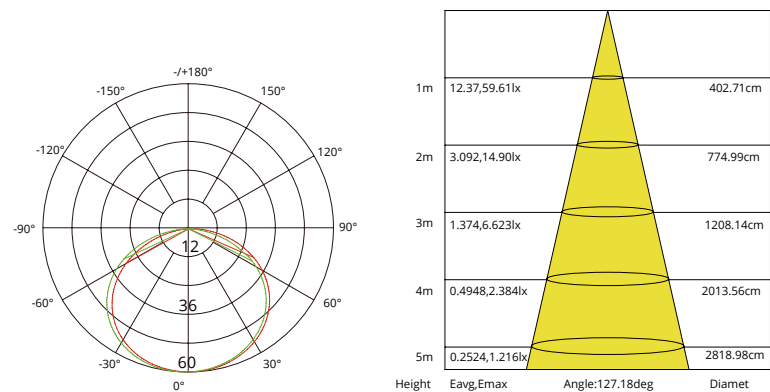 -/+180°
-150°
150°
-120°
120°
-90°
90°
12
-60°
60°
36
-30°
30°
60
0°
1m 12.37,59.61lx 402.71cm
2m 3.092,14.90lx 774.99cm
3m 1.374,6.623lx 1208.14cm
4m 0.4948,2.384lx 2013.56cm
5m 0.2524,1.216lx 2818.98cm
Height Eavg,Emax Angle:127.18deg Diamet